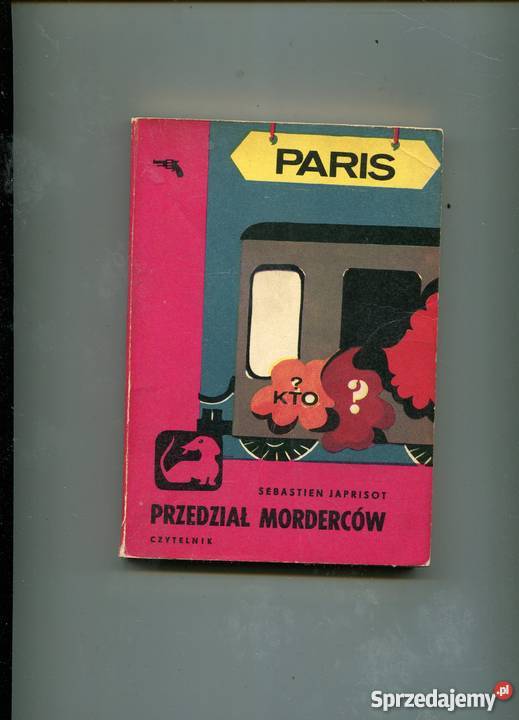 PARIS
?
KTO
?
SEBASTIEN JAPRISOT
PRZEDZIAŁ MORDERCÓW
CZYTELNIK
Sprzedajemy.pl